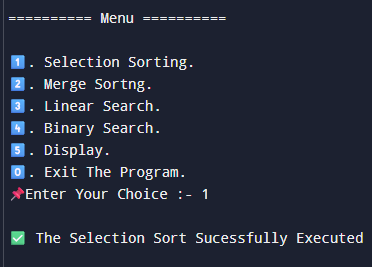 ========== Menu ==========
1️⃣. Selection Sorting.
2️⃣. Merge Sortng.
3️⃣. Linear Search.
4️⃣. Binary Search.
5️⃣. Display.
0️⃣. Exit The Program.
📌Enter Your Choice :- 1
✅ The Selection Sort Sucessfully Executed